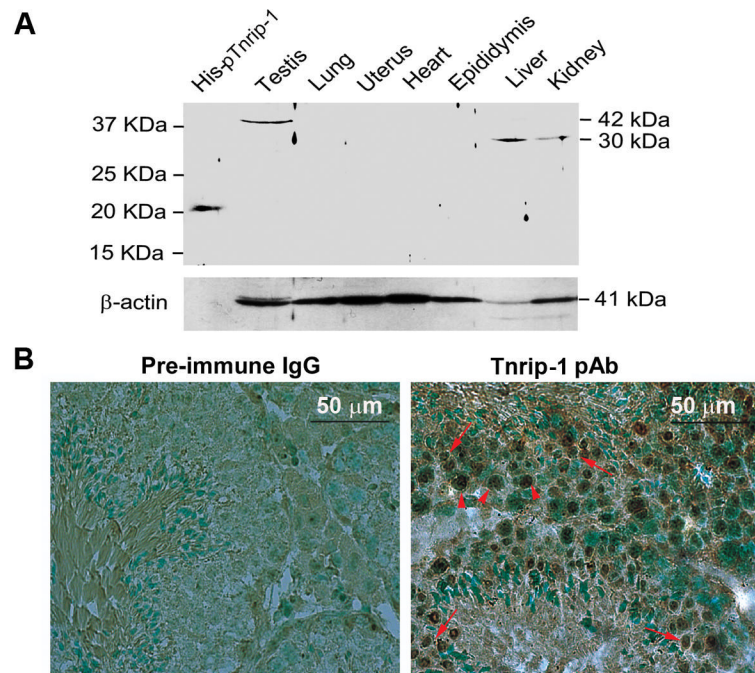 A
His-pTnrip-1
Testis
Lung
Uterus
Heart
Epididymis
Liver
Kidney
37 KDa
25 KDa
20 KDa
15 KDa
42 kDa
30 kDa
β-actin
41 kDa
B
Pre-immune IgG
Tnrip-1 pAb
50 μm
50 μm